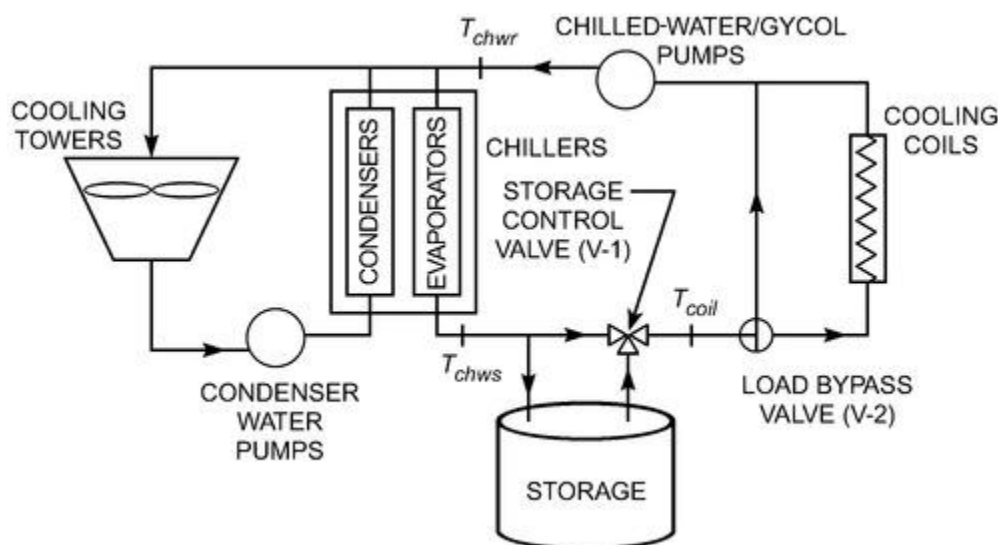 T_chwr
CHILLED-WATER/GYCOL
PUMPS
COOLING
TOWERS
CONDENSERS
EVAPORATORS
CHILLERS
COOLING
COILS
STORAGE
CONTROL
VALVE (V-1)
T_coil
T_chws
CONDENSER
WATER
PUMPS
LOAD BYPASS
VALVE (V-2)
STORAGE